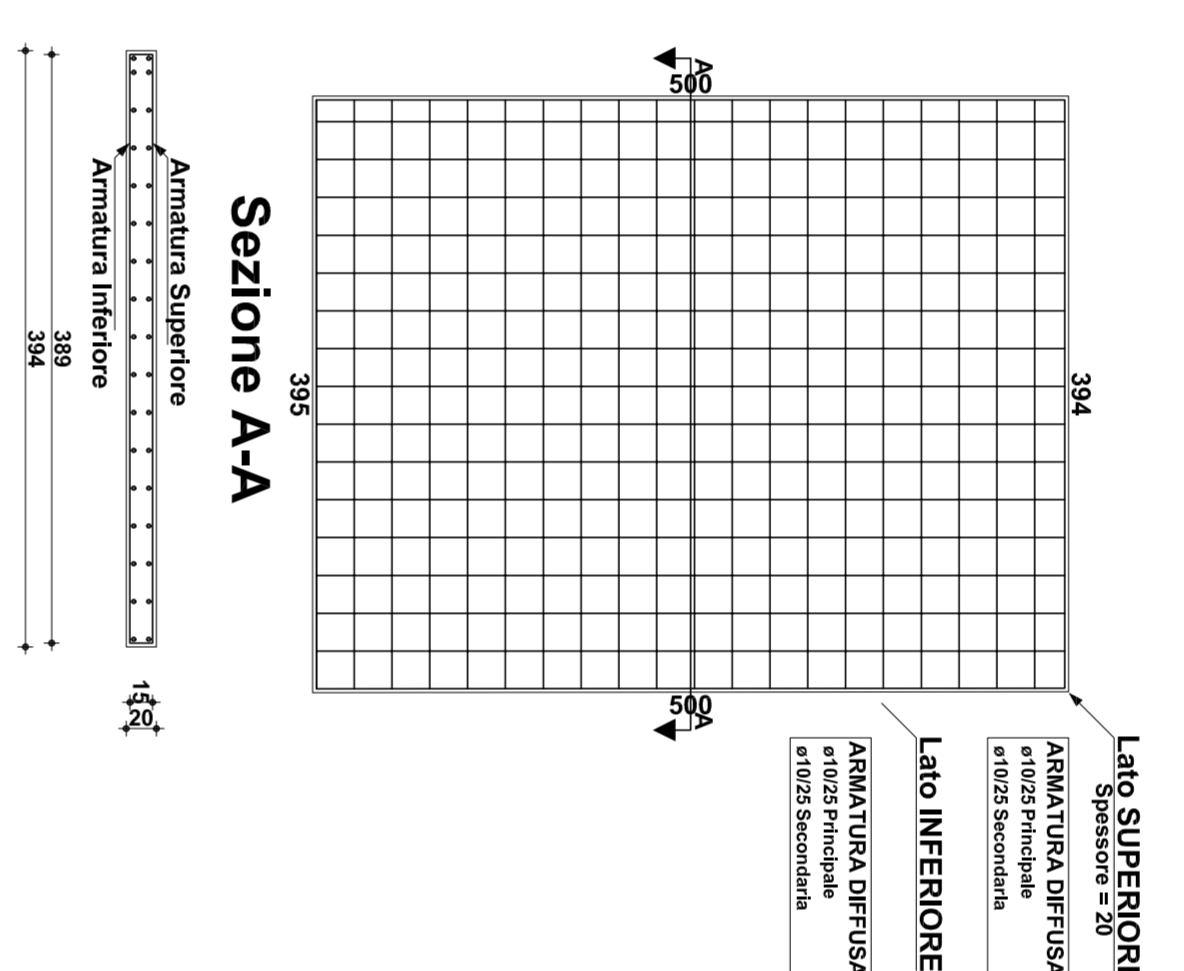 Lato SUPERIOR
Spessore = 20
ARMATURA DIFFUSA
ø10/25 Principale
ø10/25 Secondaria
Lato INFERIORE
ARMATURA DIFFUSA
ø10/25 Principale
ø10/25 Secondaria
394
A
500
500
A
395
Sezione A-A
Armatura Superiore
Armatura Inferiore
389
394
15
20